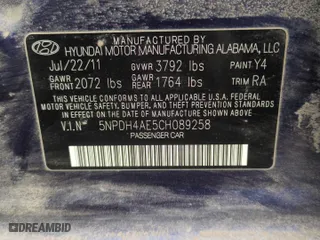 BY
HYUNDAI MOTOR MANUFACTURING ALABAMA, LLC
Jul/22/11 GVWR 3792 lbs PAINT Y4
GAWR FRONT 2072 lbs GAWR REAR 1764 lbs TRIM RA
THIS VEHICLE CONFORMS TO ALL APPLICABLE FEDERAL MOTOR VEHICLE
SAFETY, BUMPER, AND THEFT PREVENTION STANDARDS IN EFFECT ON
THE DATE OF MANUFACTURE SHOWN ABOVE.
V.I.N 5NPDH4AE5CH089258
PASSENGER CAR
DREAMBID